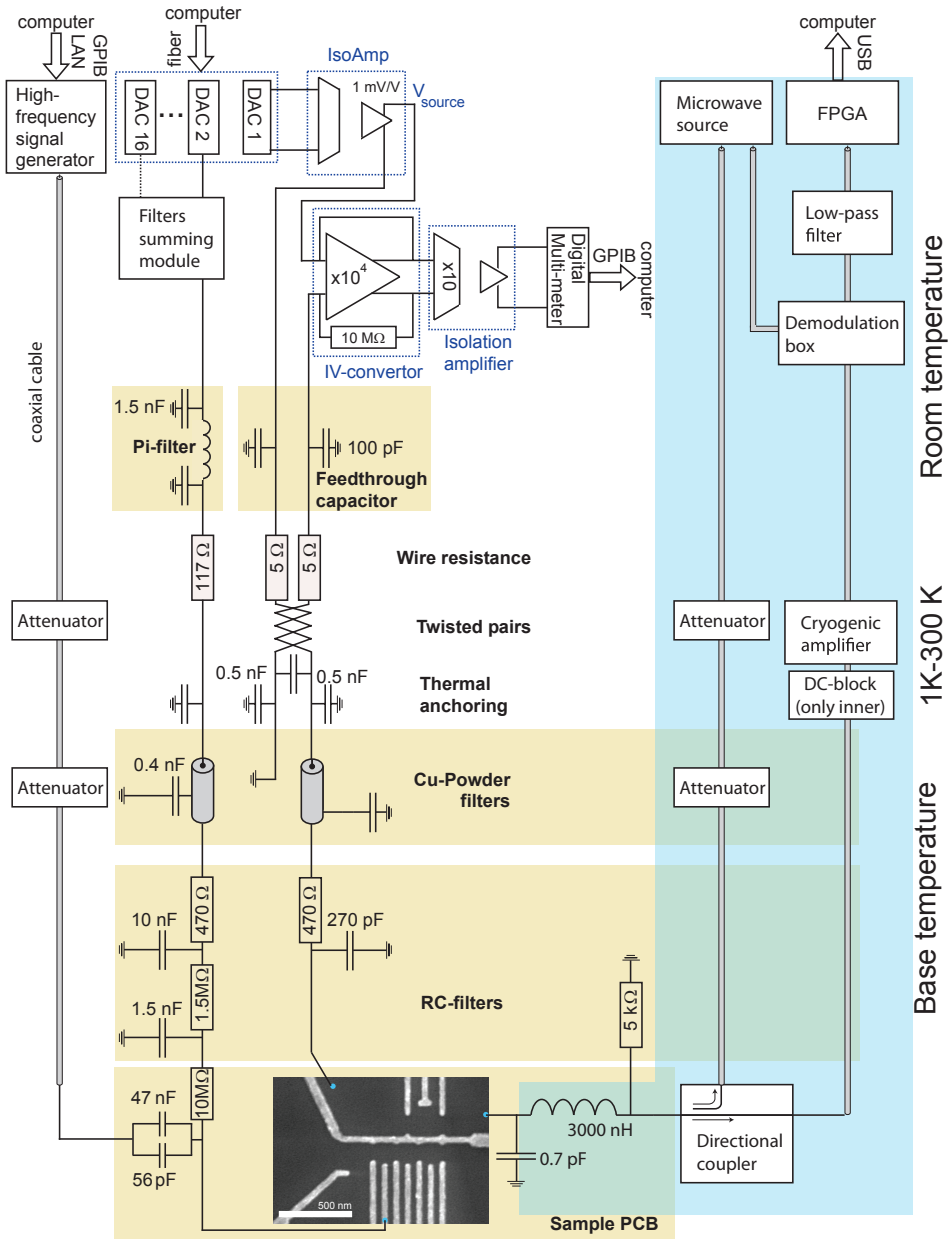 computer
GPIB
LAN
High-
frequency
signal
generator
computer
fiber
DAC 16
DAC 2
DAC 1
IsoAmp
1 mV/V
V
source
Filters
summing
module
x10⁴
10 MΩ
IV-convertor
x10
Isolation
amplifier
Digital
Multi-meter
GPIB
computer
computer
USB
Microwave
source
FPGA
Low-pass
filter
Demodulation
box
Room temperature
coaxial cable
1.5 nF
Pi-filter
100 pF
Feedthrough
capacitor
117 Ω
5 Ω
5 Ω
Wire resistance
Attenuator
Twisted pairs
Attenuator
Cryogenic
amplifier
1K-300 K
0.5 nF
0.5 nF
Thermal
anchoring
DC-block
(only inner)
Attenuator
0.4 nF
Cu-Powder
filters
Attenuator
Base temperature
470 Ω
470 Ω
10 nF
270 pF
1.5MΩ
1.5 nF
RC-filters
5 kΩ
10MΩ
47 nF
56 pF
500 nm
3000 nH
0.7 pF
Directional
coupler
Sample PCB